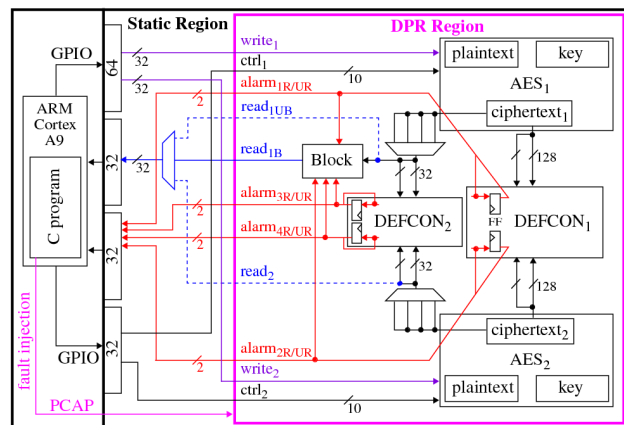 Static Region
DPR Region
GPIO
64
32
32
write₁
ctrl₁
10
plaintext
key
AES₁
ciphertext₁
alarm₁R/UR
2
read₁UB
ARM
Cortex
A9
C program
32
32
read₁B
Block
32
128
alarm₃R/UR
2
DEFCON₂
FF
DEFCON₁
32
alarm₄R/UR
2
read₂
32
128
fault injection
GPIO
32
alarm₂R/UR
2
ciphertext₂
AES₂
write₂
plaintext
key
PCAP
ctrl₂
10